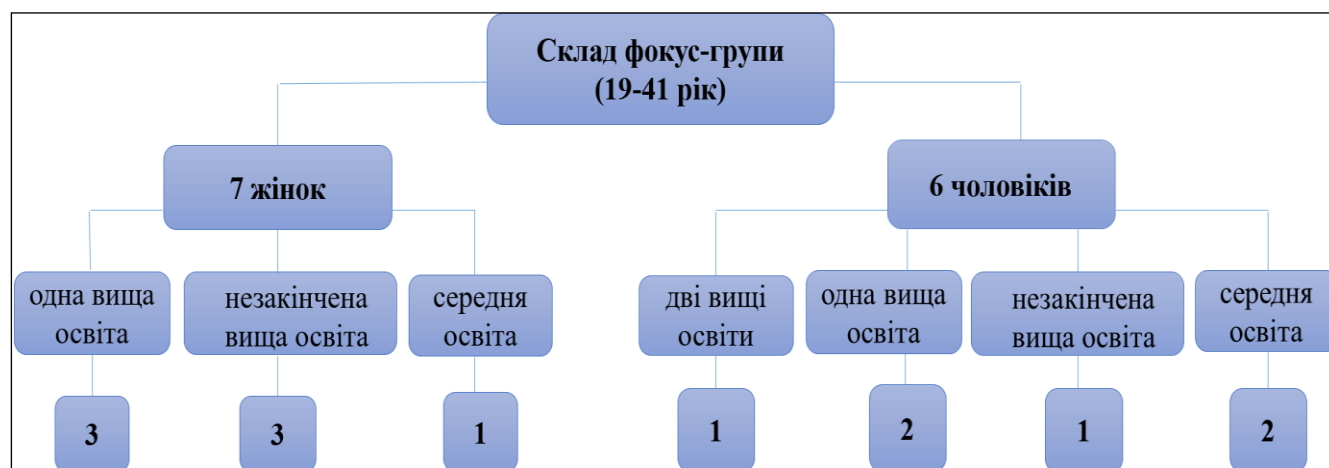 Склад фокус-групи
(19-41 рік)
7 жінок
6 чоловіків
одна вища
освіта
незакінчена
вища освіта
середня
освіта
дві вищі
освіти
одна вища
освіта
незакінчена
вища освіта
середня
освіта
3
3
1
1
2
1
2